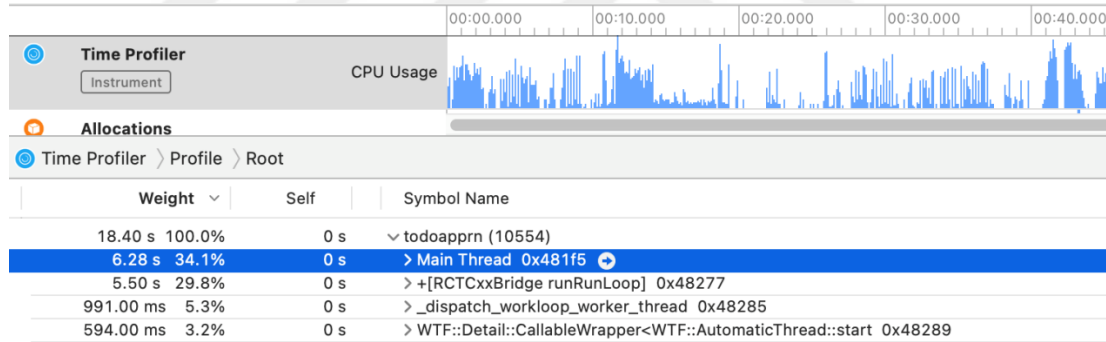 00:00.000 00:10.000 00:20.000 00:30.000 00:40.000
Time Profiler
Instrument
CPU Usage
Allocations
Time Profiler Profile Root
Weight Self Symbol Name
18.40 s 100.0% 0 s todoapprn (10554)
6.28 s 34.1% 0 s Main Thread 0x481f5
5.50 s 29.8% 0 s +[RCTCxxBridge runRunLoop] 0x48277
991.00 ms 5.3% 0 s _dispatch_workloop_worker_thread 0x48285
594.00 ms 3.2% 0 s WTF::Detail::CallableWrapper<WTF::AutomaticThread::start 0x48289